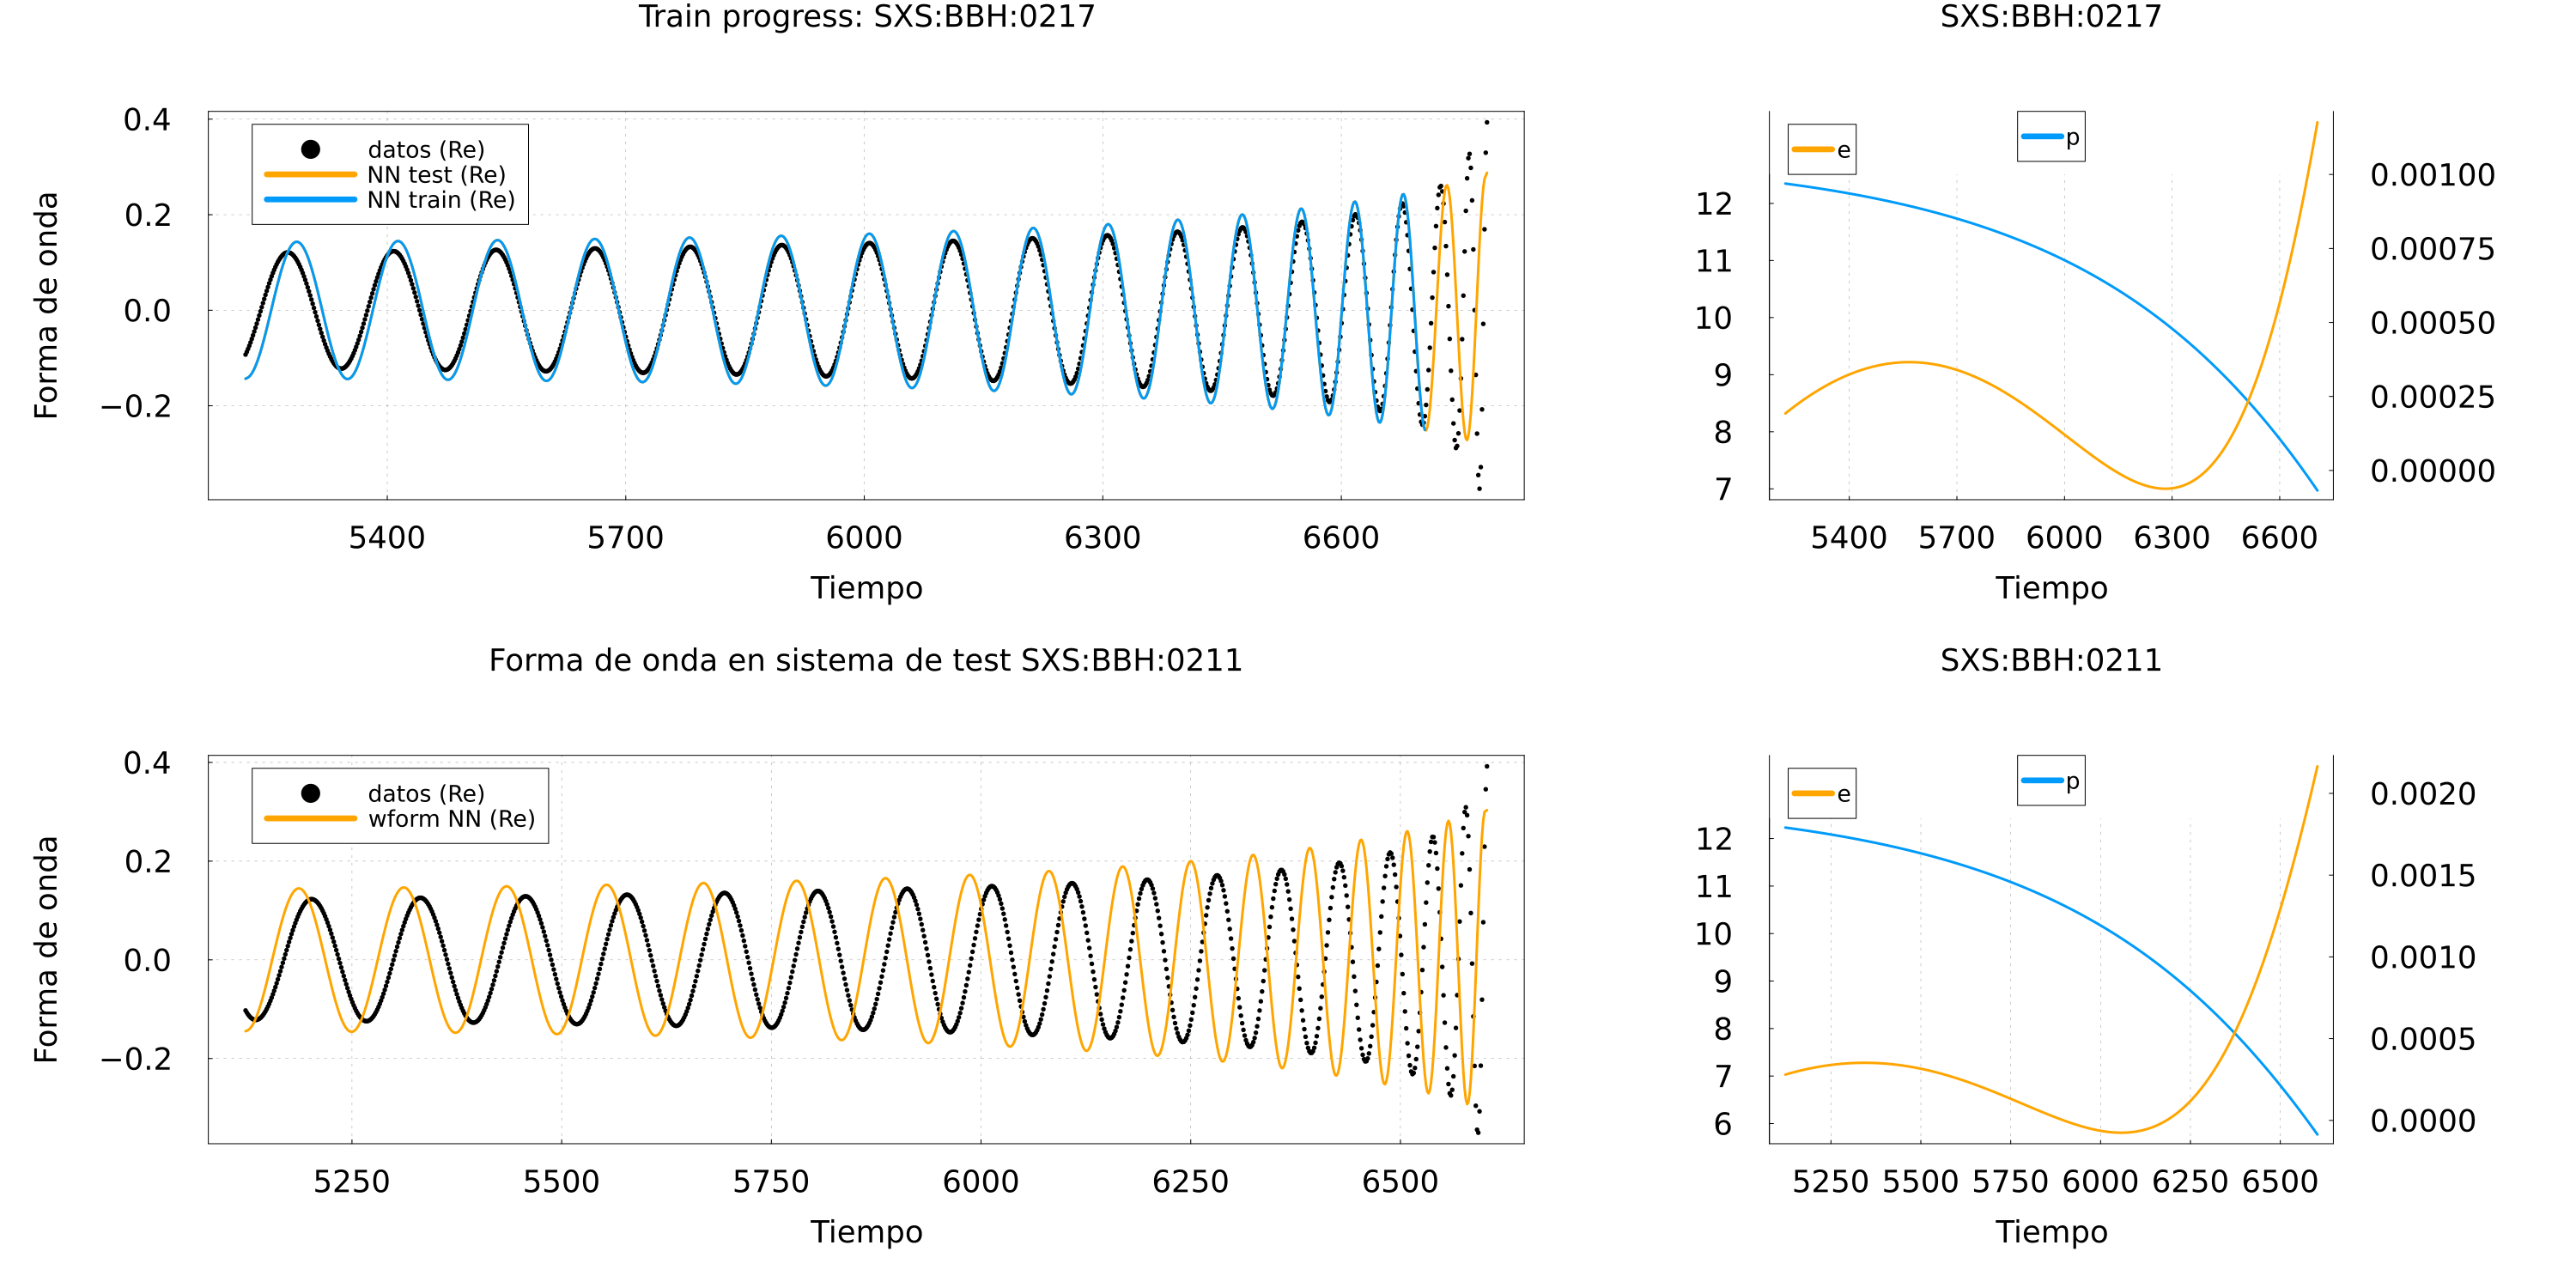 Train progress: SXS:BBH:0217
0.4
0.2
0.0
−0.2
Forma de onda
datos (Re)
NN test (Re)
NN train (Re)
5400 5700 6000 6300 6600
Tiempo
SXS:BBH:0217
e
p
12
11
10
9
8
7
0.00100
0.00075
0.00050
0.00025
0.00000
5400 5700 6000 6300 6600
Tiempo
Forma de onda en sistema de test SXS:BBH:0211
0.4
0.2
0.0
−0.2
Forma de onda
datos (Re)
wform NN (Re)
5250 5500 5750 6000 6250 6500
Tiempo
SXS:BBH:0211
e
p
12
11
10
9
8
7
6
0.0020
0.0015
0.0010
0.0005
0.0000
5250 5500 5750 6000 6250 6500
Tiempo